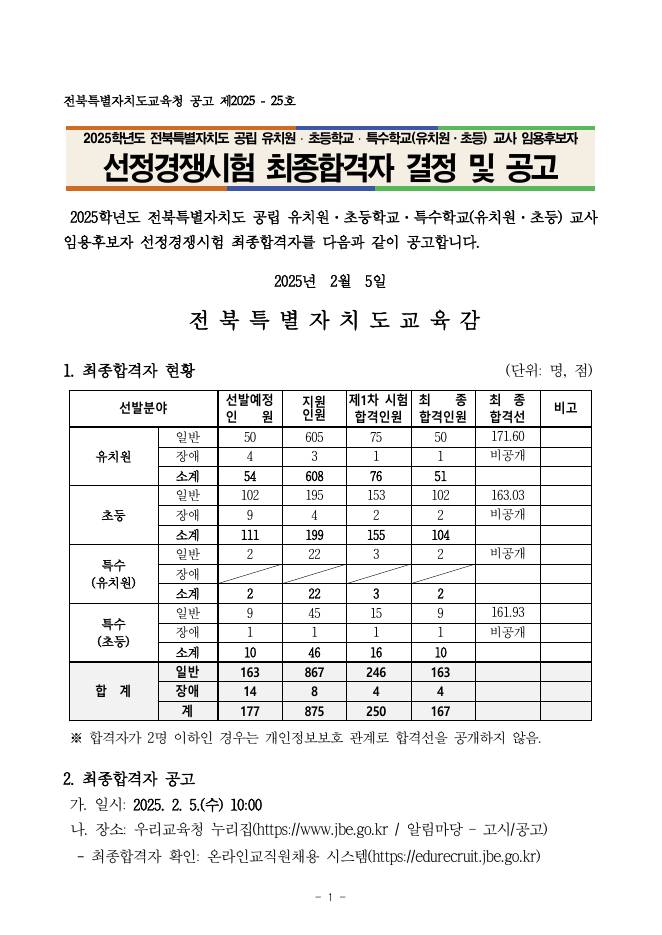 전북특별자치도교육청 공고 제2025 - 25호
2025학년도 전북특별자치도 공립 유치원 · 초등학교 · 특수학교(유치원 · 초등) 교사 임용후보자
선정경쟁시험 최종합격자 결정 및 공고
2025학년도 전북특별자치도 공립 유치원 · 초등학교 · 특수학교(유치원 · 초등) 교사
임용후보자 선정경쟁시험 최종합격자를 다음과 같이 공고합니다.
2025년 2월 5일
전북특별자치도교육감
1. 최종합격자 현황 (단위: 명, 점)
선발분야 선발예정 인 원 지원 인원 제1차 시험 합격인원 최 종 합격인원 최 종 합격선 비고
유치원 일반 50 605 75 50 171.60
장애 4 3 1 1 비공개
소계 54 608 76 51
초등 일반 102 195 153 102 163.03
장애 9 4 2 2 비공개
소계 111 199 155 104
특수 (유치원) 일반 2 22 3 2 비공개
장애
소계 2 22 3 2
특수 (초등) 일반 9 45 15 9 161.93
장애 1 1 1 1 비공개
소계 10 46 16 10
합 계 일반 163 867 246 163
장애 14 8 4 4
계 177 875 250 167
※ 합격자가 2명 이하인 경우는 개인정보보호 관계로 합격선을 공개하지 않음.
2. 최종합격자 공고
가. 일시: 2025. 2. 5.(수) 10:00
나. 장소: 우리교육청 누리집(https://www.jbe.go.kr / 알림마당 - 고시/공고)
- 최종합격자 확인: 온라인교직원채용 시스템(https://edurecruit.jbe.go.kr)
- 1 -